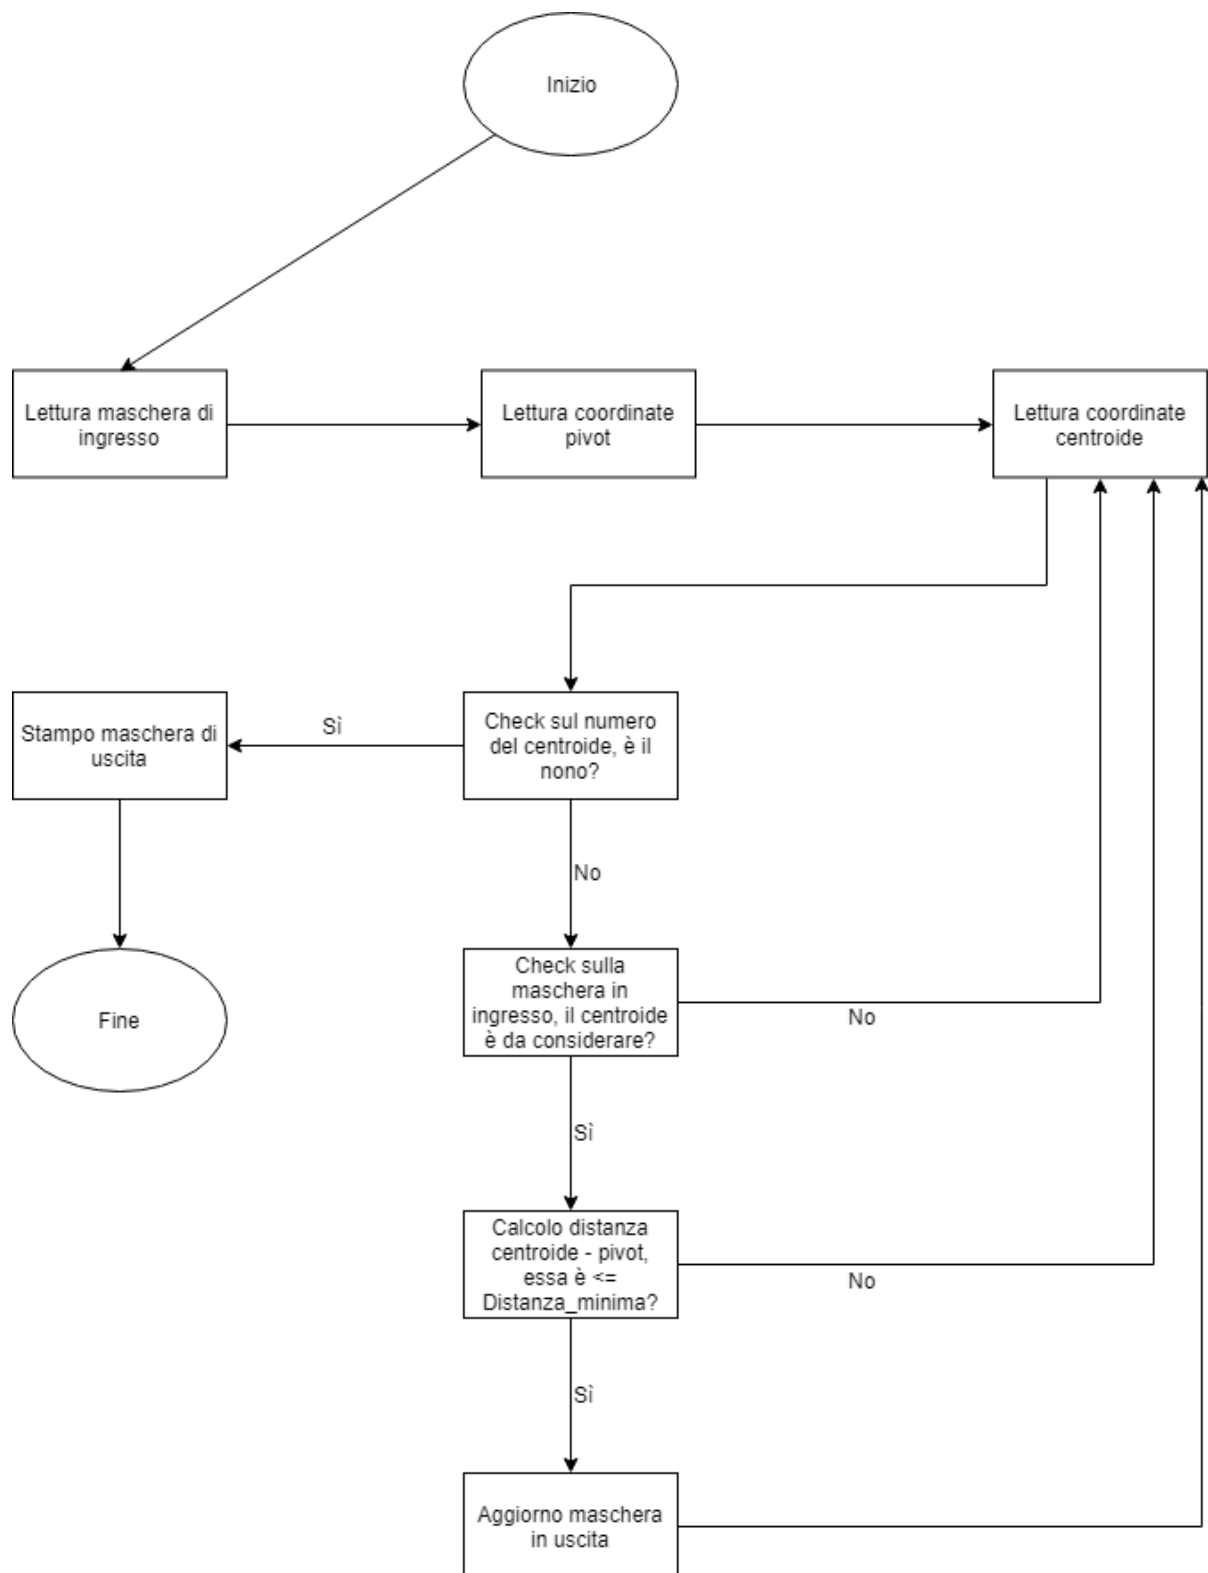 Inizio
Lettura maschera di
ingresso
Lettura coordinate
pivot
Lettura coordinate
centroide
Stampo maschera di
uscita
Sì
Check sul numero
del centroide, è il
nono?
No
Check sulla
maschera in
ingresso, il centroide
è da considerare?
No
Fine
Sì
Calcolo distanza
centroide - pivot,
essa è <=
Distanza_minima?
No
Sì
Aggiorno maschera
in uscita